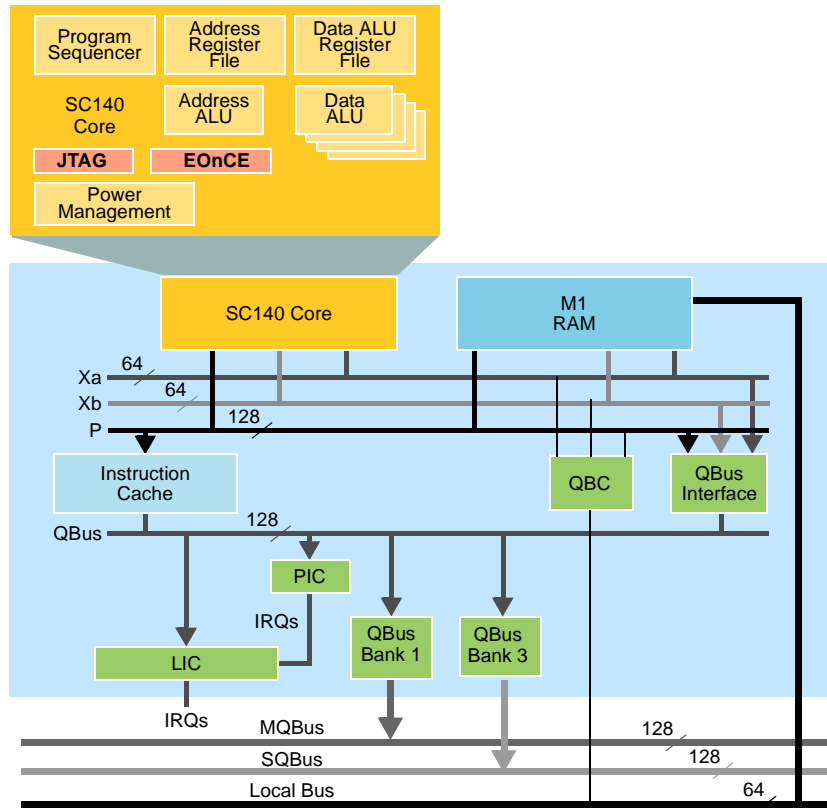 Program
Sequencer
Address
Register
File
Data ALU
Register
File
SC140
Core
Address
ALU
Data
ALU
JTAG
EOnCE
Power
Management
SC140 Core
M1
RAM
Xa
64
Xb
64
P
128
Instruction
Cache
QBC
QBus
Interface
QBus
128
PIC
IRQs
QBus
Bank 1
QBus
Bank 3
LIC
IRQs
MQBus
128
SQBus
128
Local Bus
64